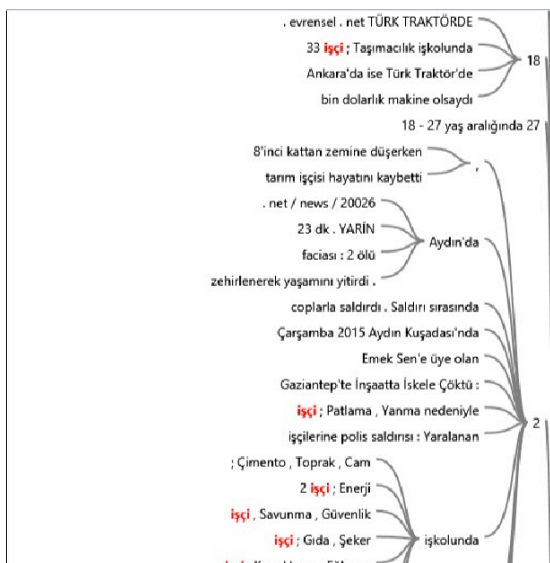 . evrensel . net TÜRK TRAKTÖRDE
33 işçi ; Taşımacılık işkolunda
18
Ankara'da ise Türk Traktör'de
bin dolarlık makine olsaydı
18 - 27 yaş aralığında 27
8'inci kattan zemine düşerken
,
tarım işçisi hayatını kaybetti
. net / news / 20026
23 dk . YARİN
Aydın'da
faciası : 2 ölü
zehirlenerek yaşamını yitirdi .
coplarla saldırdı . Saldırı sırasında
Çarşamba 2015 Aydın Kuşadası'nda
Emek Sen'e üye olan
Gaziantep'te İnşaatta İskele Çöktü :
işçi ; Patlama , Yanma nedeniyle
2
işçilerine polis saldırısı : Yaralanan
; Çimento , Toprak , Cam
2 işçi ; Enerji
işçi , Savunma , Güvenlik
işçi ; Gıda , Şeker
işkolunda